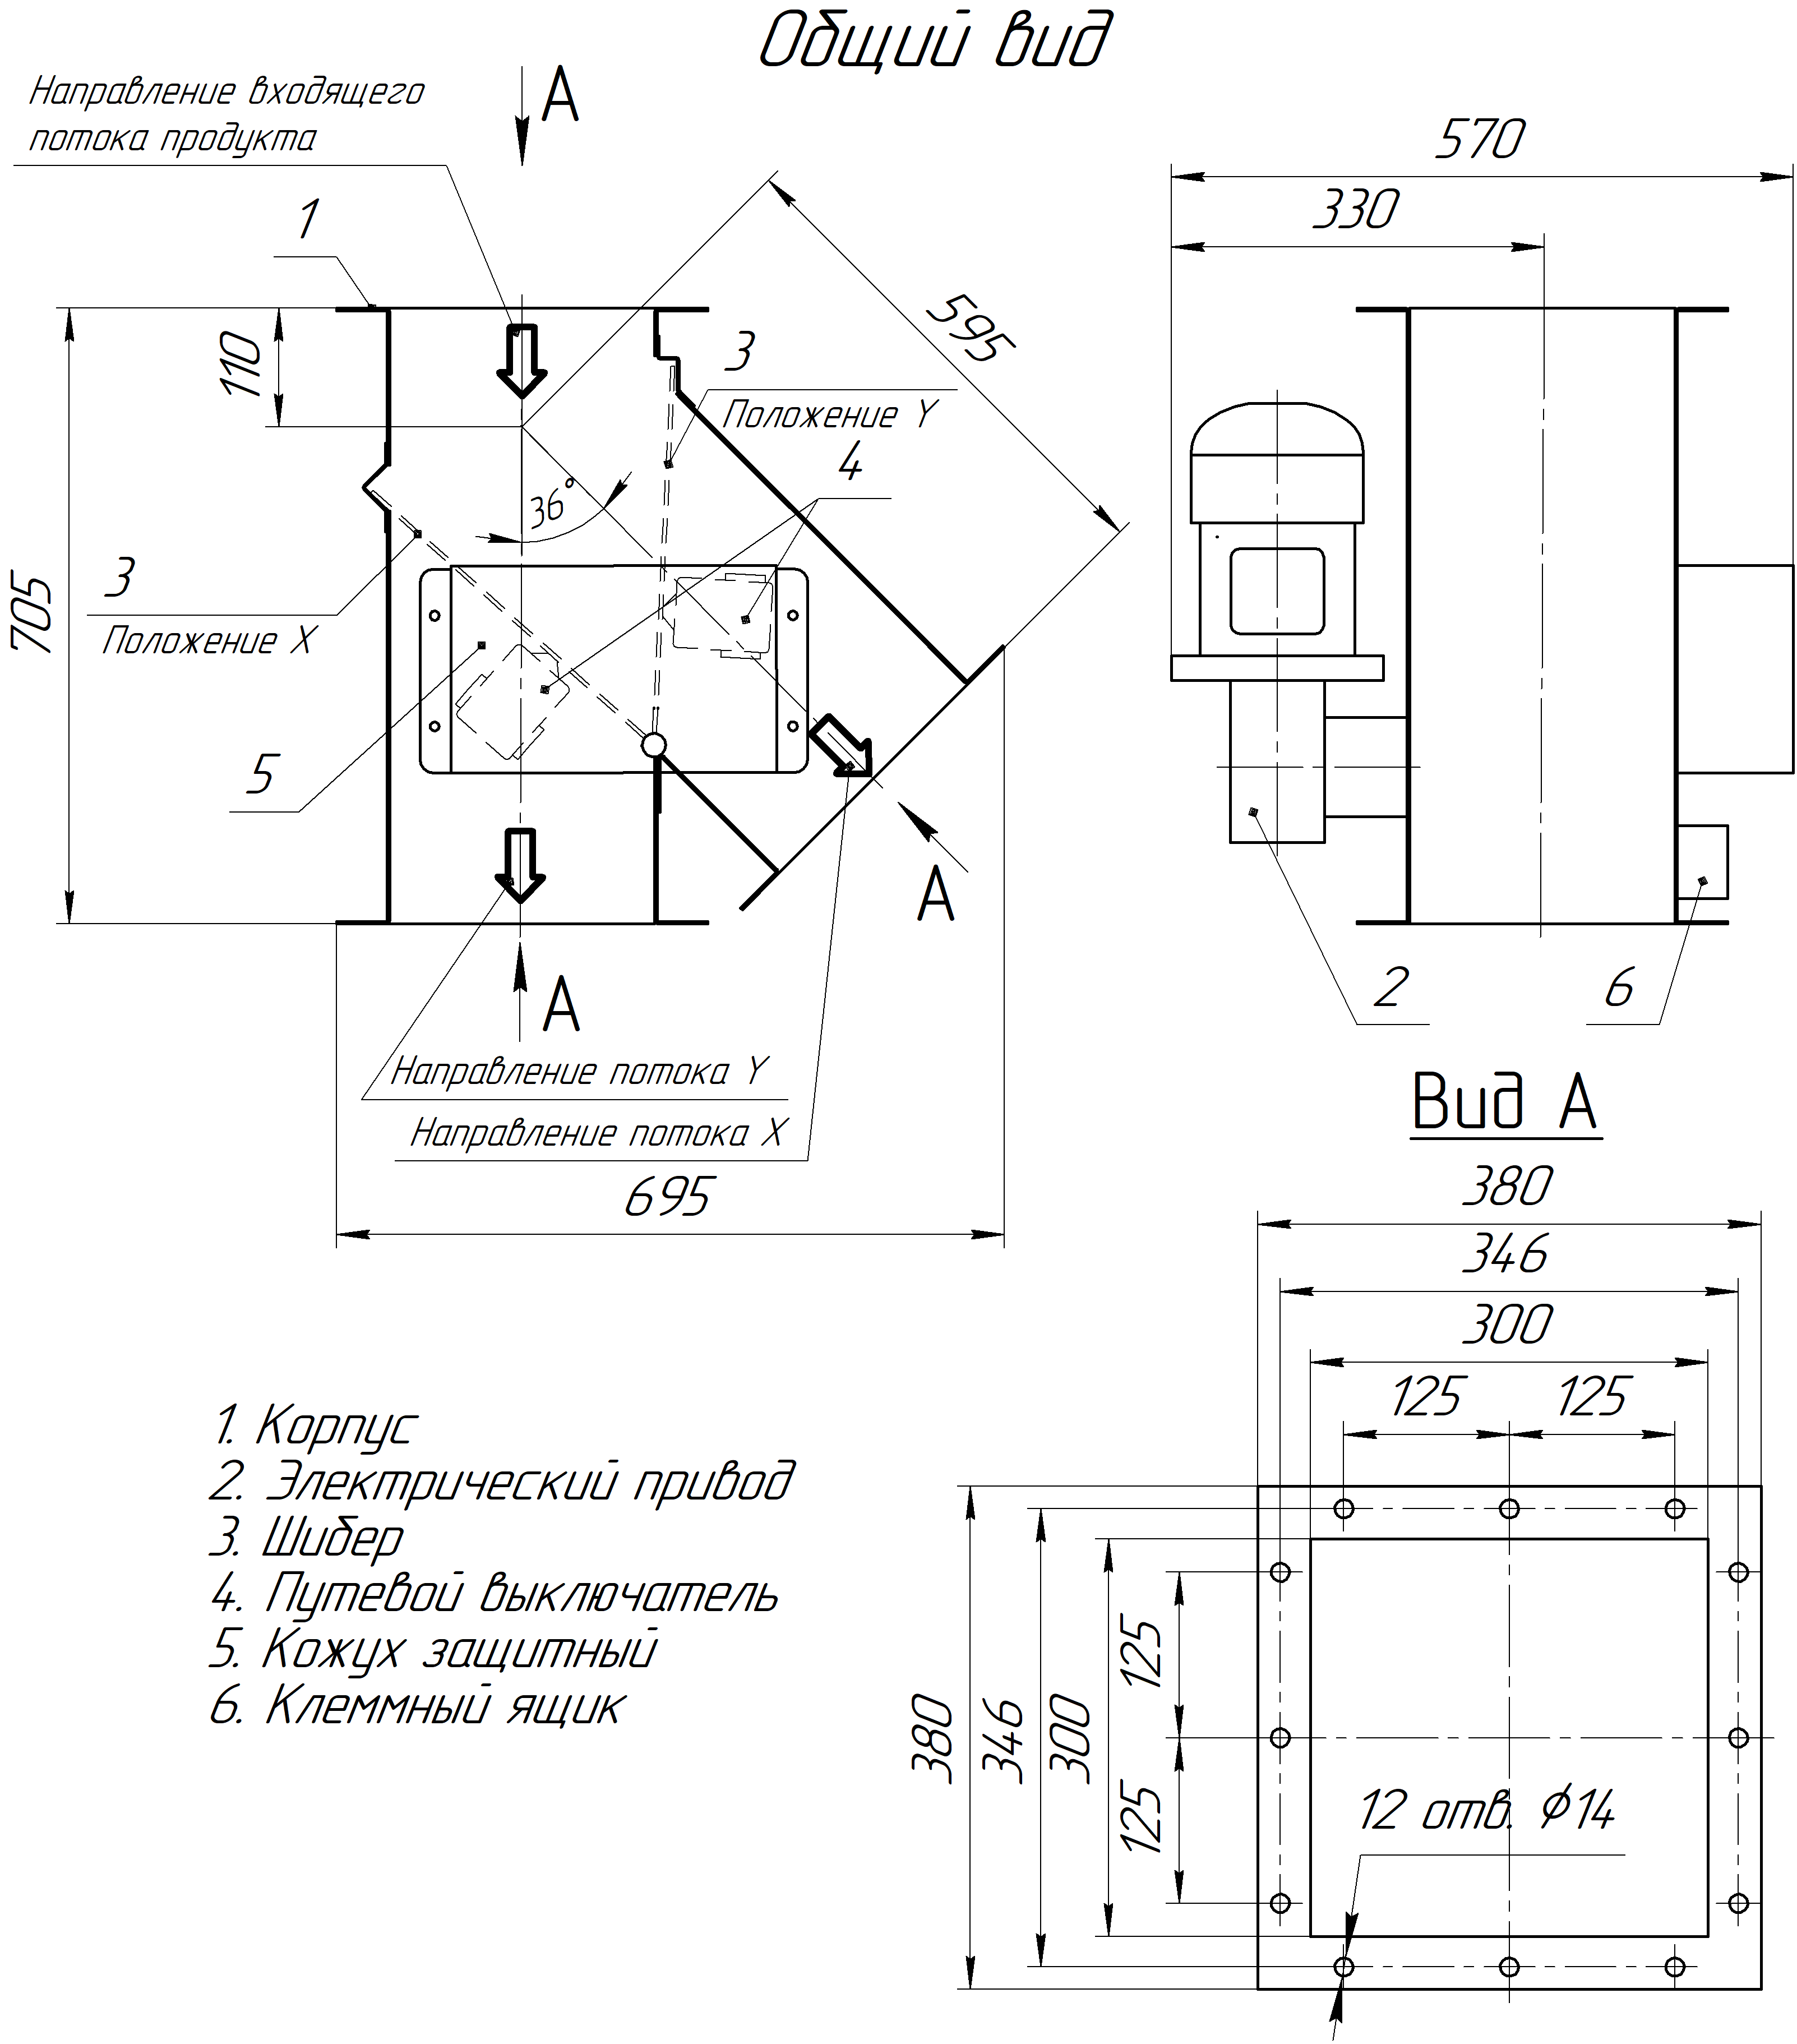 Общий вид
Направление входящего
потока продукта
А
1
110
705
595
3
Положение Y
4
36°
3
Положение X
5
А
А
Направление потока Y
Направление потока X
695
570
330
2
6
Вид А
380
346
300
125
125
380
346
300
125
125
12 отв. ϕ14
1. Корпус
2. Электрический привод
3. Шибер
4. Путевой выключатель
5. Кожух защитный
6. Клеммный ящик